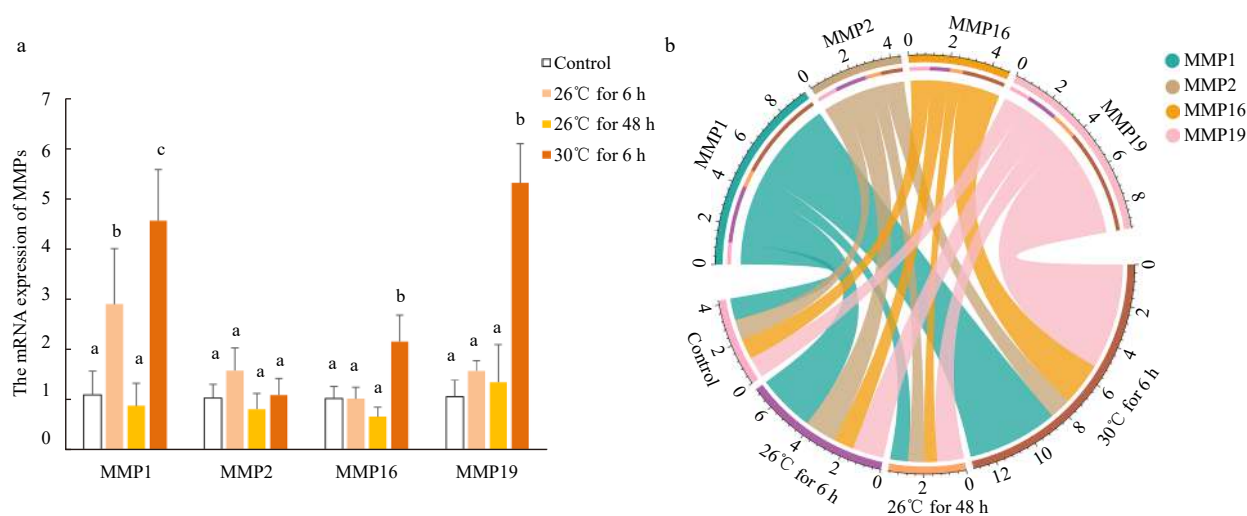 a
Control
26℃ for 6 h
26℃ for 48 h
30℃ for 6 h
The mRNA expression of MMPs
7
6
5
4
3
2
1
0
a
b
a
c
a
a
a
a
a
a
a
b
a
a
a
b
MMP1
MMP2
MMP16
MMP19
b
MMP1
MMP2
MMP16
MMP19
MMP1
0
2
4
6
8
MMP2
0
2
4
MMP16
0
2
4
MMP19
0
2
4
6
8
30℃ for 6 h
0
2
4
6
8
10
12
26℃ for 48 h
0
2
26℃ for 6 h
0
2
4
6
Control
0
2
4